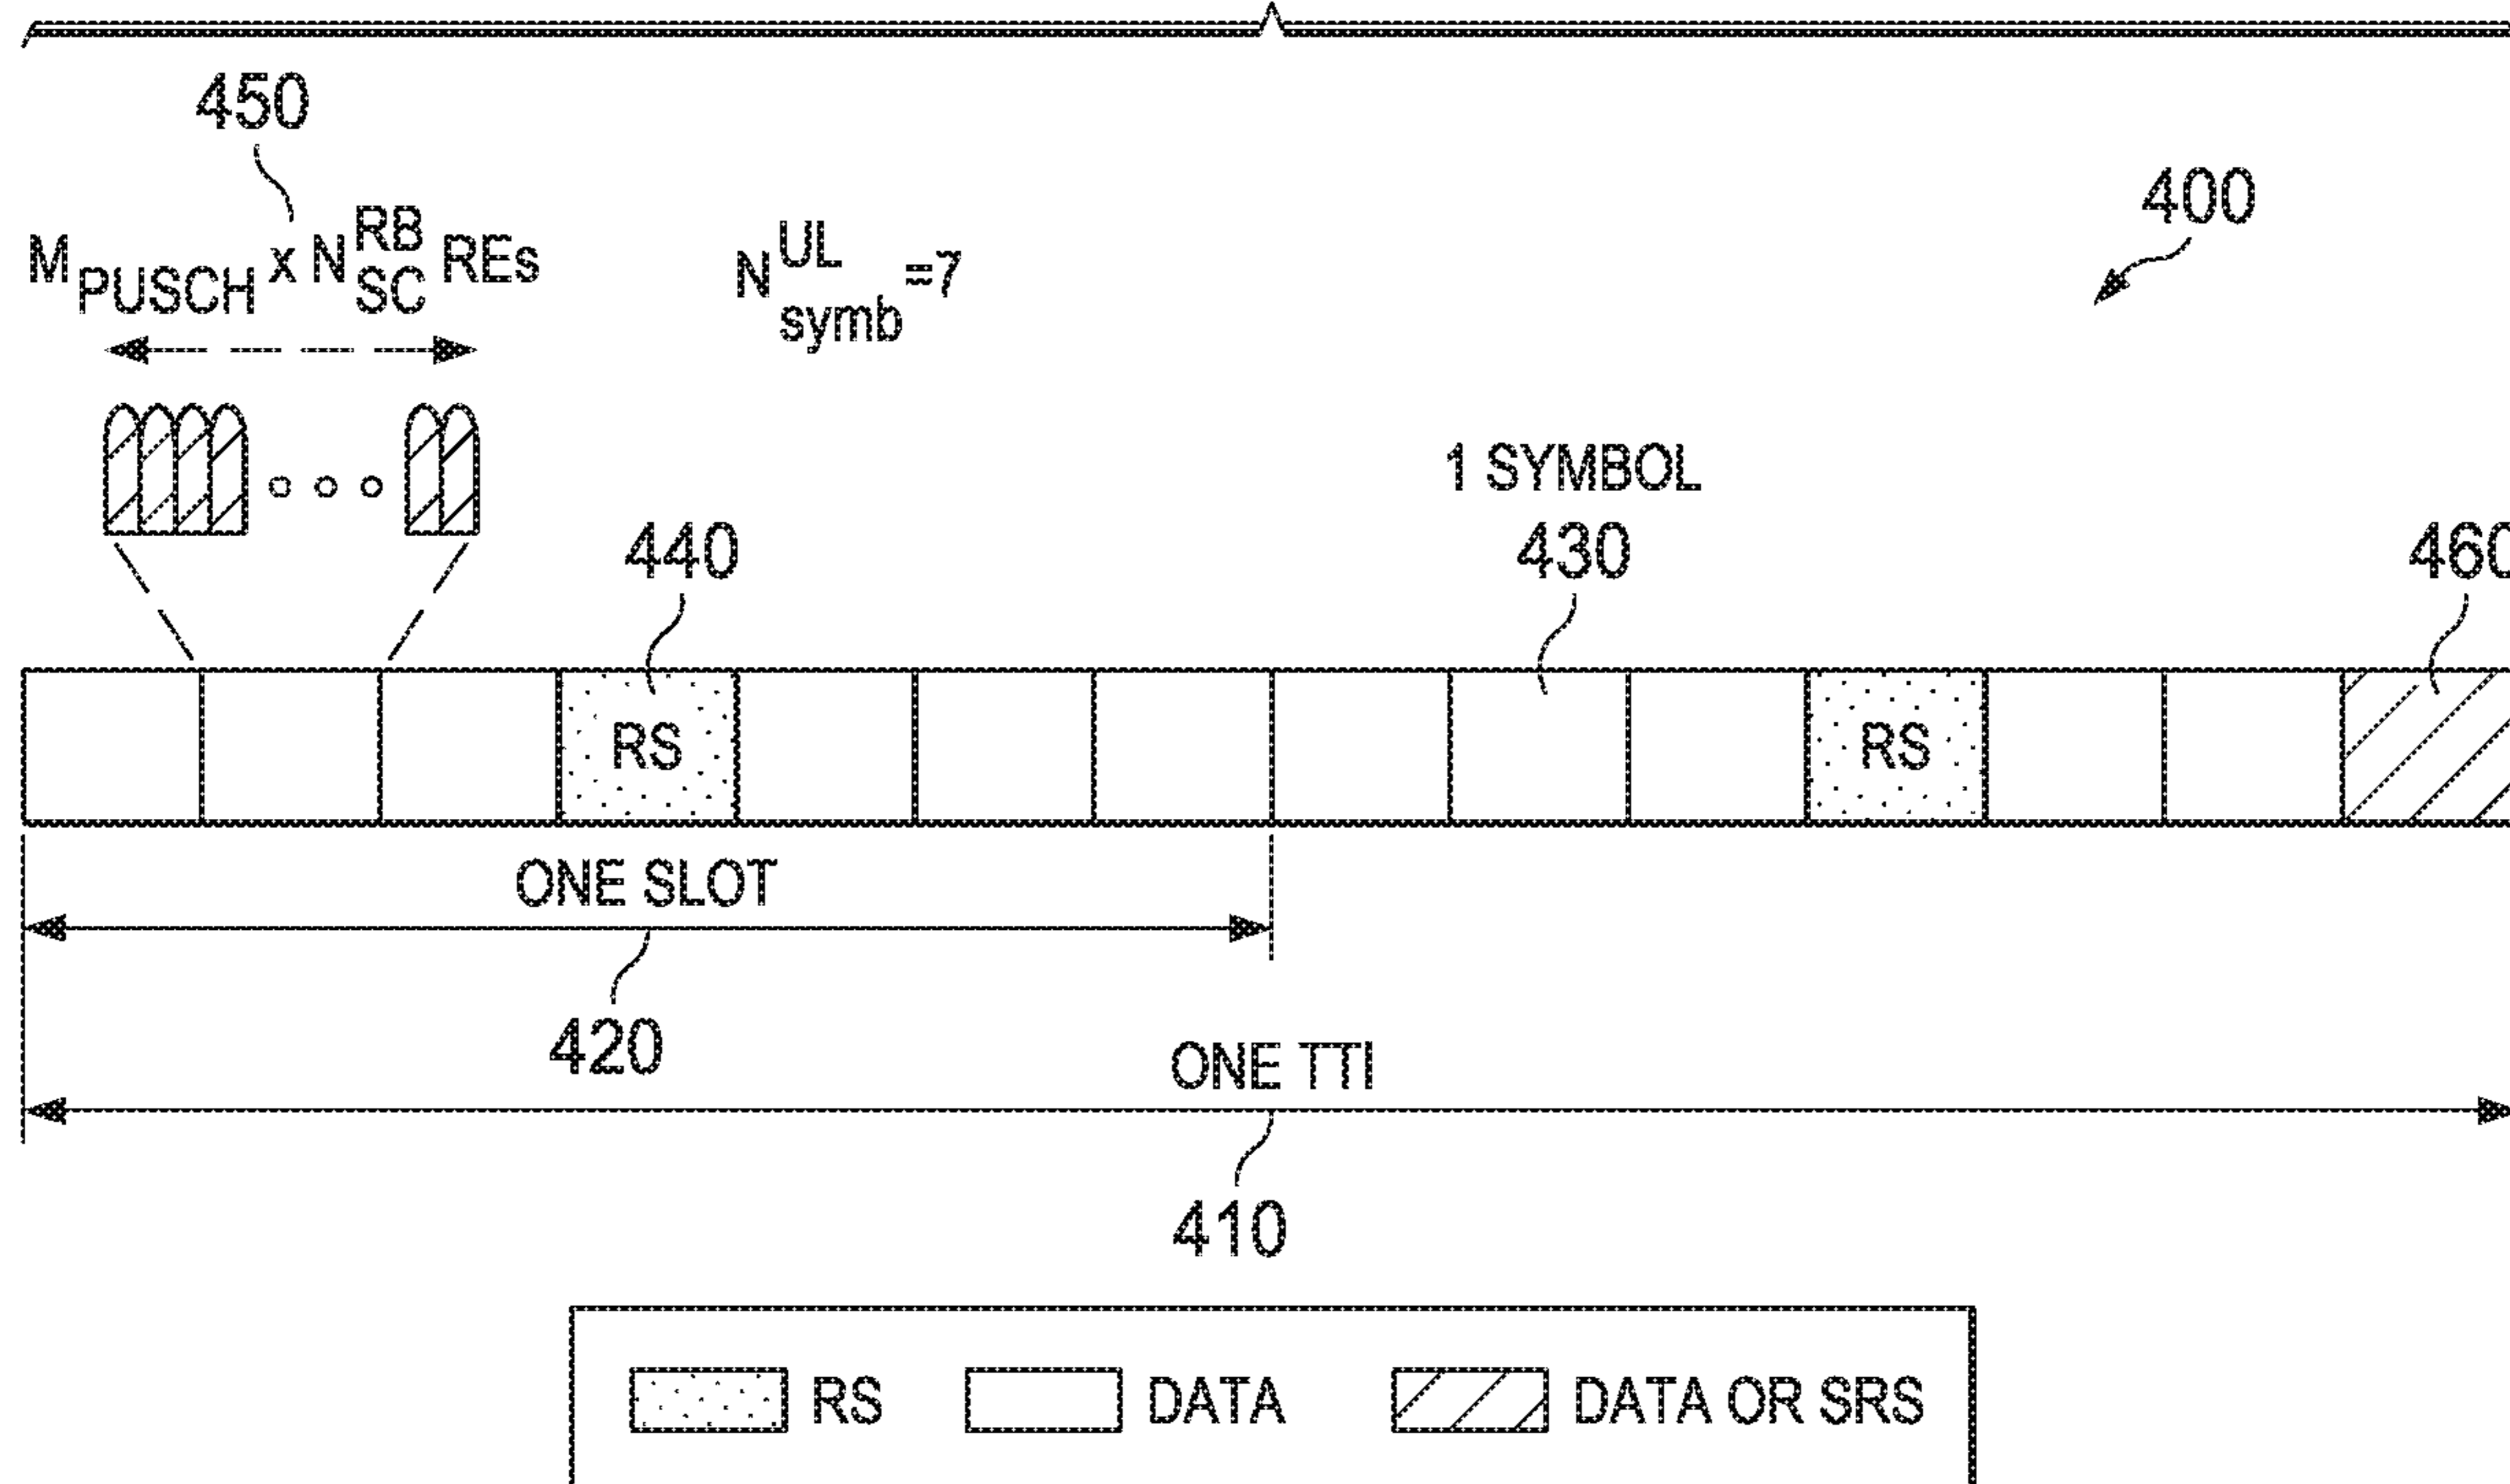 450
400
M PUSCH x N RB SC REs
N UL symb =7
1 SYMBOL
440
430
460
RS
RS
ONE SLOT
420
ONE TTI
410
RS DATA DATA OR SRS